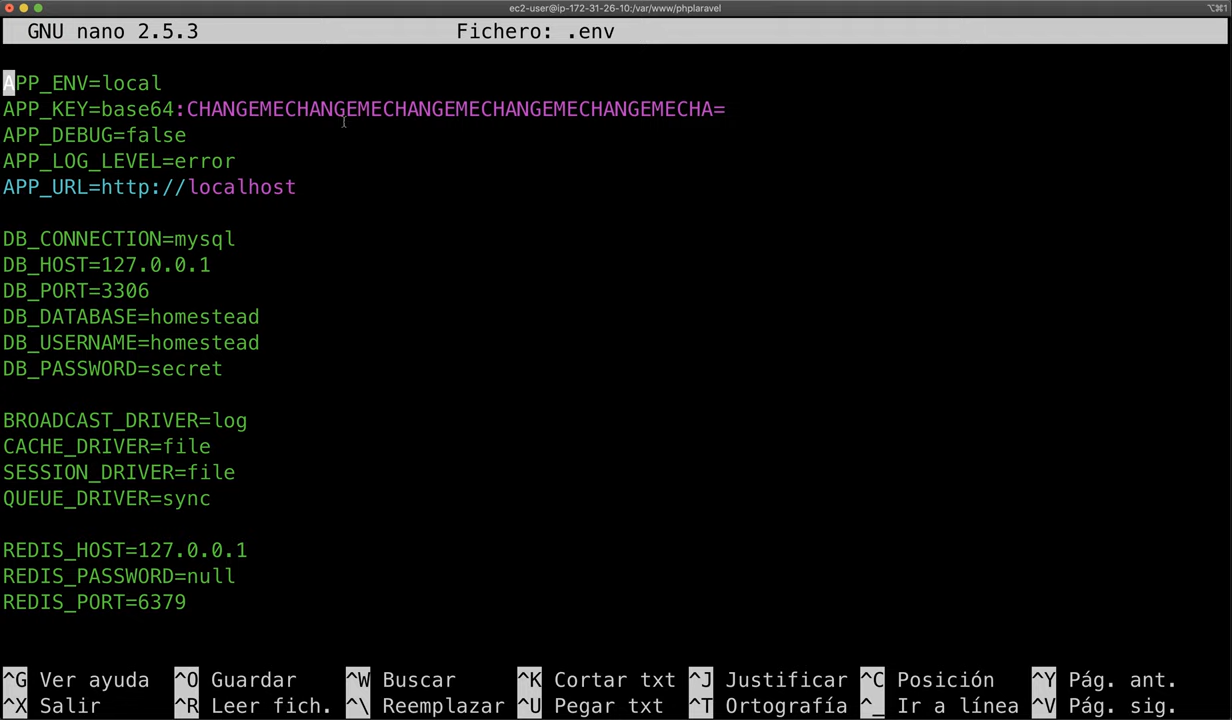 ec2-user@ip-172-31-26-10:/var/www/phplaravel
⌥⌘1
GNU nano 2.5.3 Fichero: .env
APP_ENV=local
APP_KEY=base64:CHANGEMECHANGEMECHANGEMECHANGEMECHANGEMECHA=
APP_DEBUG=false
APP_LOG_LEVEL=error
APP_URL=http://localhost
DB_CONNECTION=mysql
DB_HOST=127.0.0.1
DB_PORT=3306
DB_DATABASE=homestead
DB_USERNAME=homestead
DB_PASSWORD=secret
BROADCAST_DRIVER=log
CACHE_DRIVER=file
SESSION_DRIVER=file
QUEUE_DRIVER=sync
REDIS_HOST=127.0.0.1
REDIS_PASSWORD=null
REDIS_PORT=6379
^G Ver ayuda ^O Guardar ^W Buscar ^K Cortar txt ^J Justificar ^C Posición ^Y Pág. ant.
^X Salir ^R Leer fich. ^\ Reemplazar ^U Pegar txt ^T Ortografía ^_ Ir a línea ^V Pág. sig.